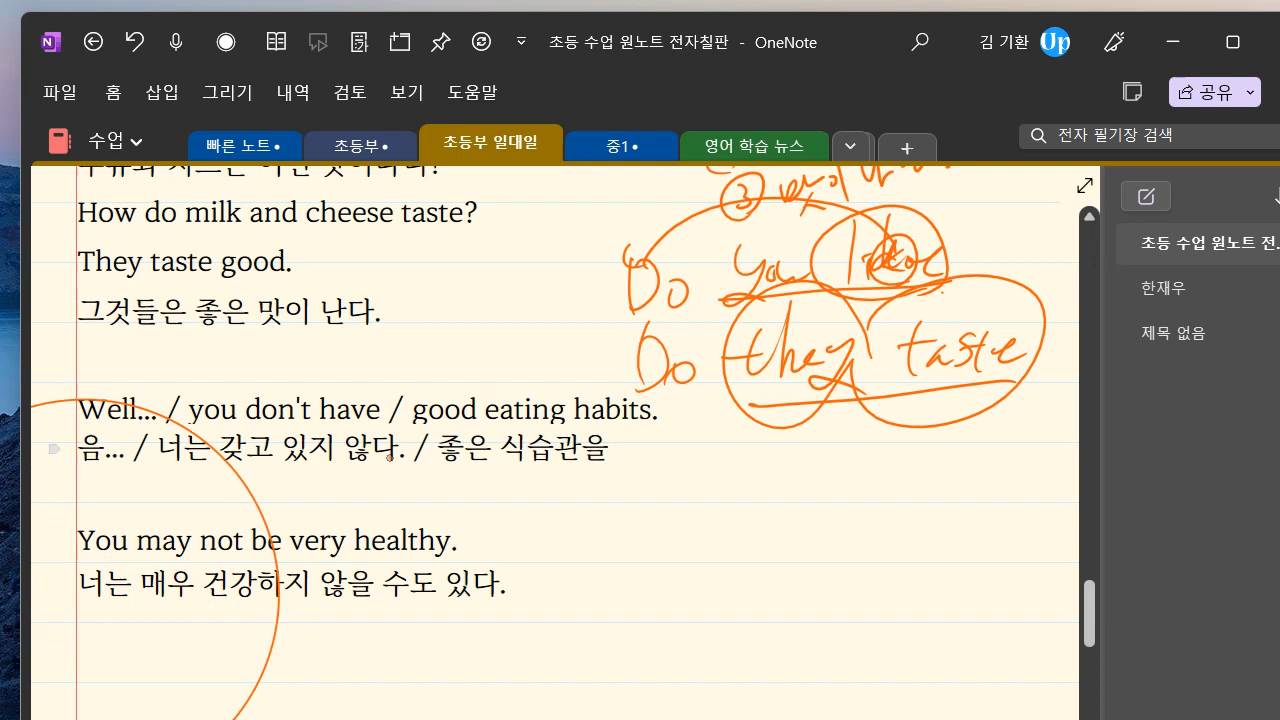 초등 수업 원노트 전자칠판 - OneNote
김 기환
Up
파일 홈 삽입 그리기 내역 검토 보기 도움말
공유
수업
빠른 노트
초등부
초등부 일대일
중1
영어 학습 뉴스
전자 필기장 검색
How do milk and cheese taste?
They taste good.
그것들은 좋은 맛이 난다.
③
Do you
Do they taste
Well... / you don't have / good eating habits.
음... / 너는 갖고 있지 않다. / 좋은 식습관을
You may not be very healthy.
너는 매우 건강하지 않을 수도 있다.
초등 수업 원노트 전...
한재우
제목 없음